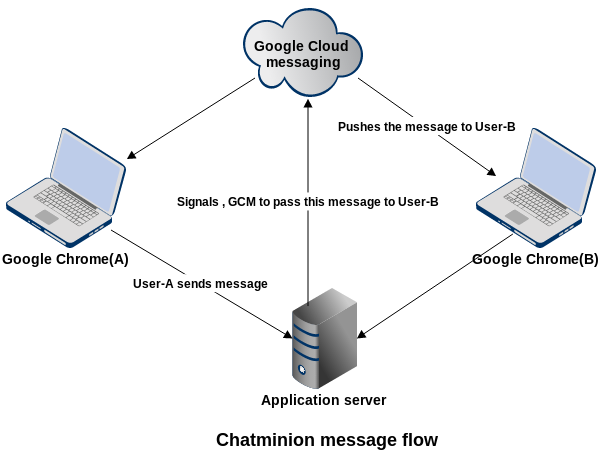 Google Cloud
messaging
Pushes the message to User-B
Signals , GCM to pass this message to User-B
Google Chrome(A)
Google Chrome(B)
User-A sends message
Application server
Chatminion message flow